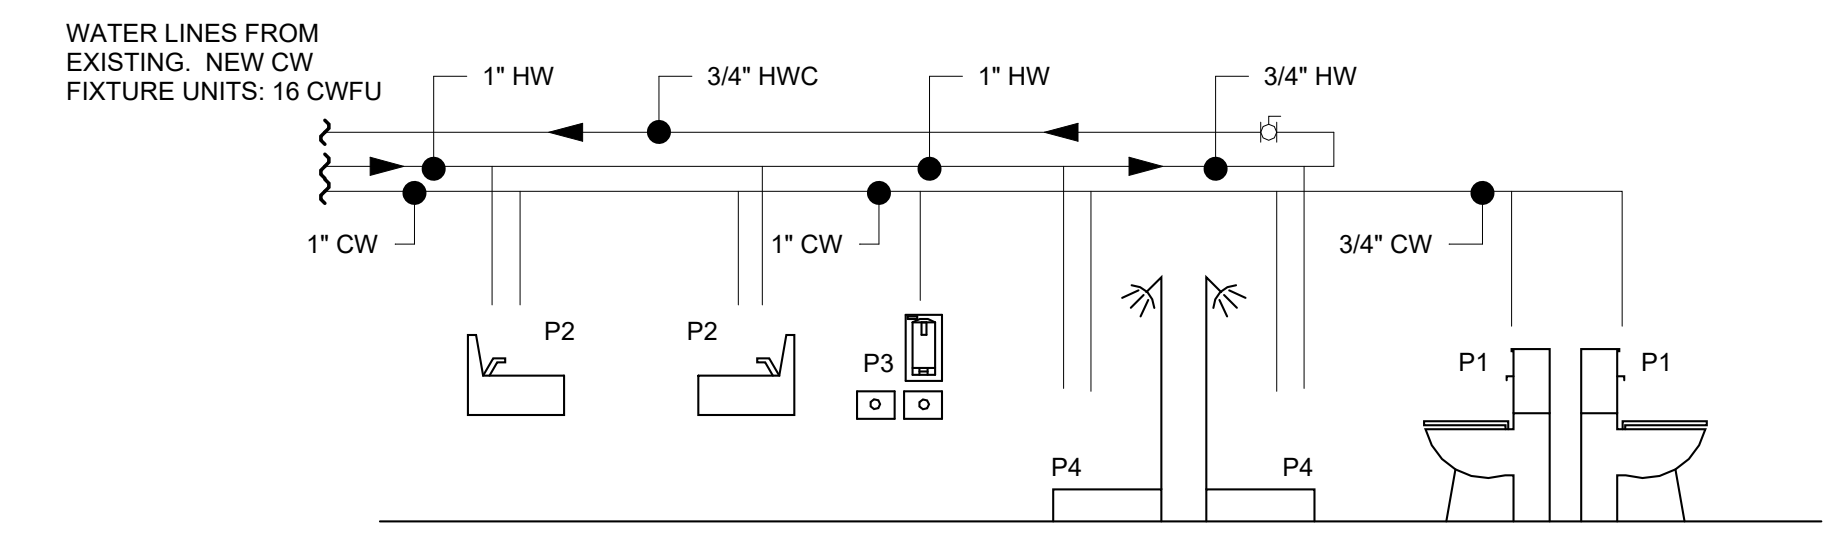 WATER LINES FROM
EXISTING.  NEW CW
FIXTURE UNITS: 16 CWFU
1" HW
3/4" HWC
1" HW
3/4" HW
1" CW
1" CW
3/4" CW
P2
P2
P3
P1
P1
P4
P4